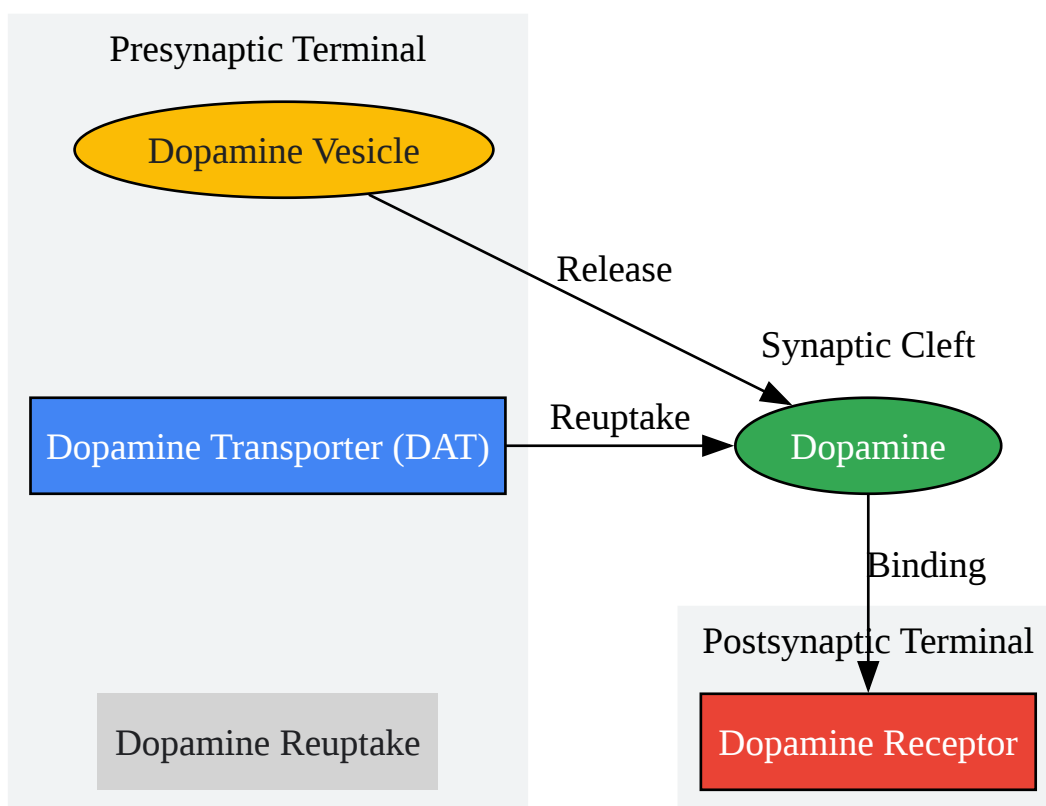 Presynaptic Terminal
Dopamine Vesicle
Release
Synaptic Cleft
Dopamine Transporter (DAT)
Reuptake
Dopamine
Binding
Postsynaptic Terminal
Dopamine Reuptake
Dopamine Receptor